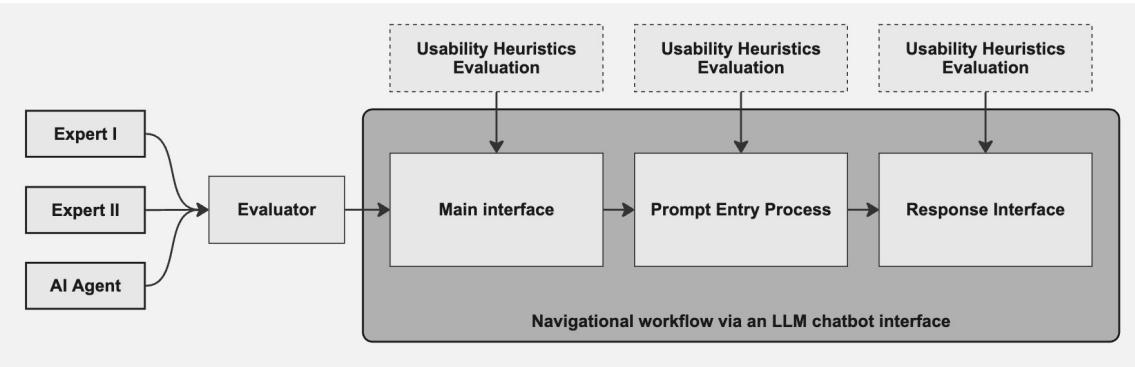 Usability Heuristics
Evaluation
Usability Heuristics
Evaluation
Usability Heuristics
Evaluation
Expert I
Expert II
AI Agent
Evaluator
Main interface
Prompt Entry Process
Response Interface
Navigational workflow via an LLM chatbot interface